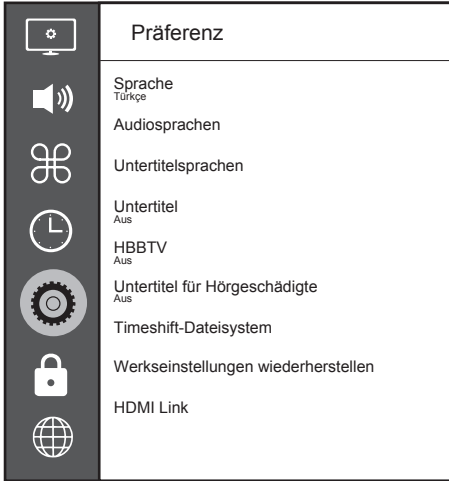 Präferenz
Sprache
Türkçe
Audiosprachen
Untertitelsprachen
Untertitel
Aus
HBBTV
Aus
Untertitel für Hörgeschädigte
Aus
Timeshift-Dateisystem
Werkseinstellungen wiederherstellen
HDMI Link